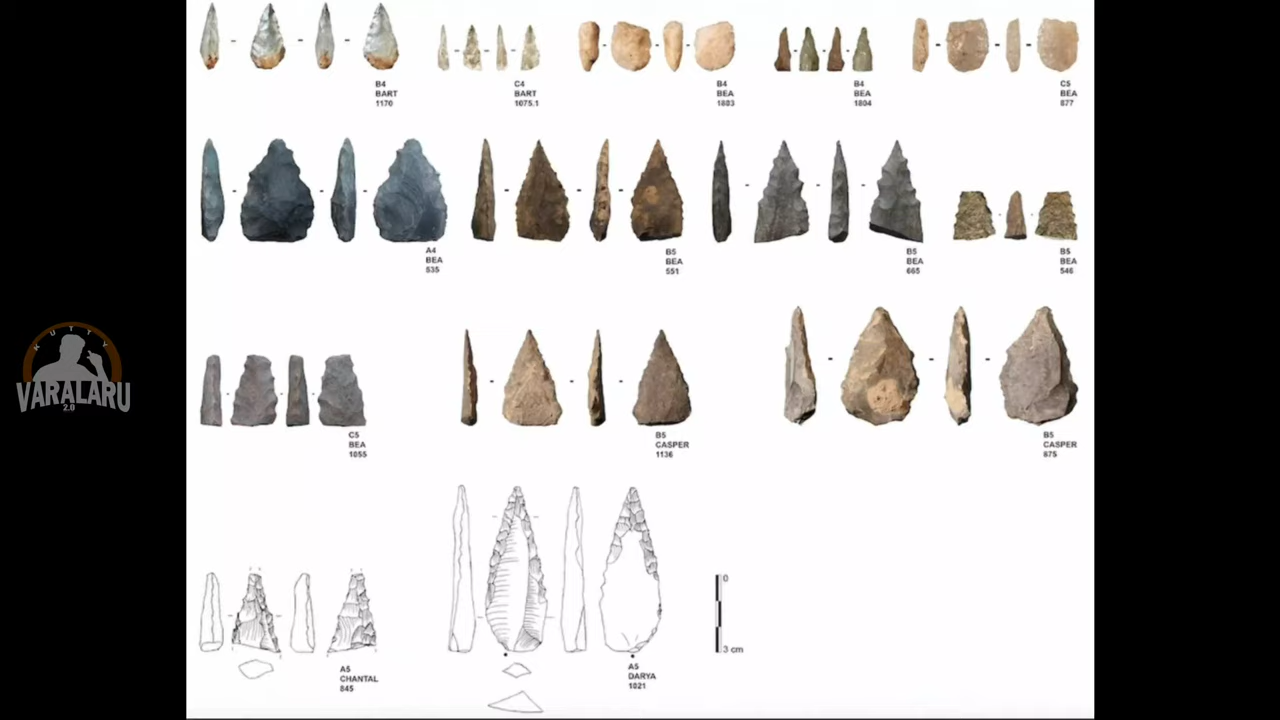 B4
BART
1170
C4
BART
1075.1
B4
BEA
1803
B4
BEA
1804
C5
BEA
877
A4
BEA
535
B5
BEA
551
B5
BEA
665
B5
BEA
546
KUTTY
VARALARU
2.0
C5
BEA
1055
B5
CASPER
1136
B5
CASPER
875
0
3 cm
A5
CHANTAL
845
A5
DARYA
1021